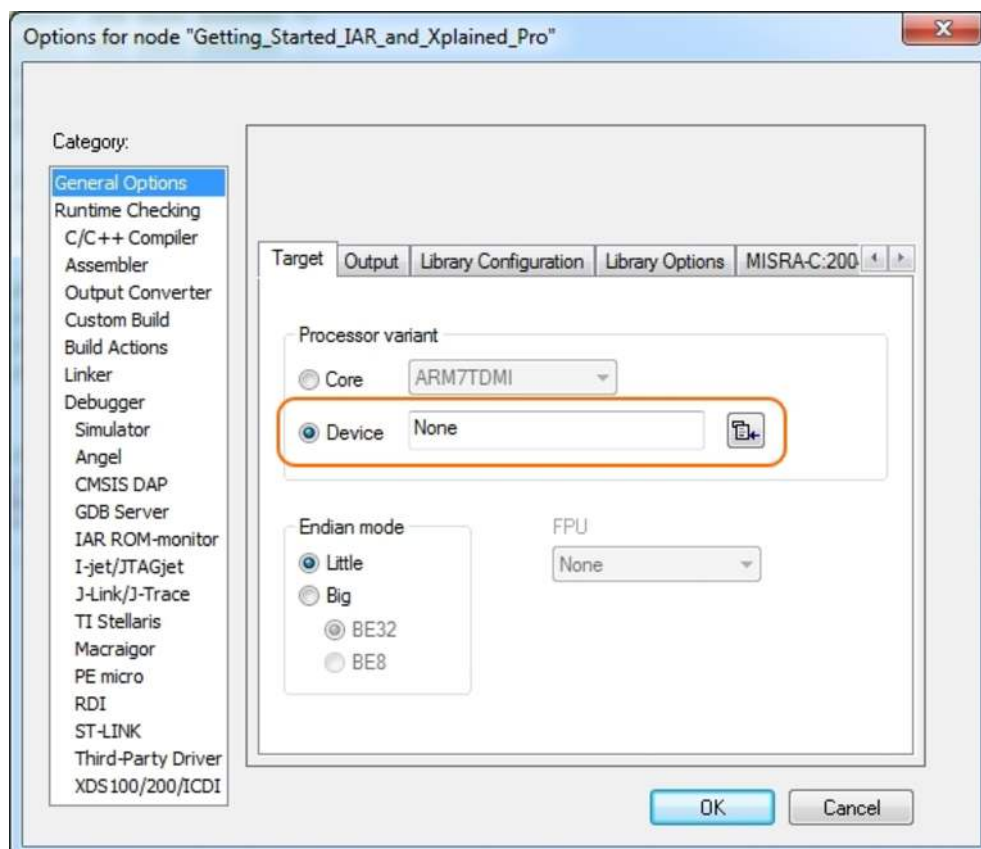 Options for node "Getting_Started_IAR_and_Xplained_Pro"
Category:
General Options
Runtime Checking
C/C++ Compiler
Assembler
Output Converter
Custom Build
Build Actions
Linker
Debugger
Simulator
Angel
CMSIS DAP
GDB Server
IAR ROM-monitor
I-jet/JTAGjet
J-Link/J-Trace
TI Stellaris
Macraigor
PE micro
RDI
ST-LINK
Third-Party Driver
XDS100/200/ICDI
Target Output Library Configuration Library Options MISRA-C:200
Processor variant
Core ARM7TDMI
Device None
Endian mode
Little
Big
BE32
BE8
FPU
None
OK Cancel